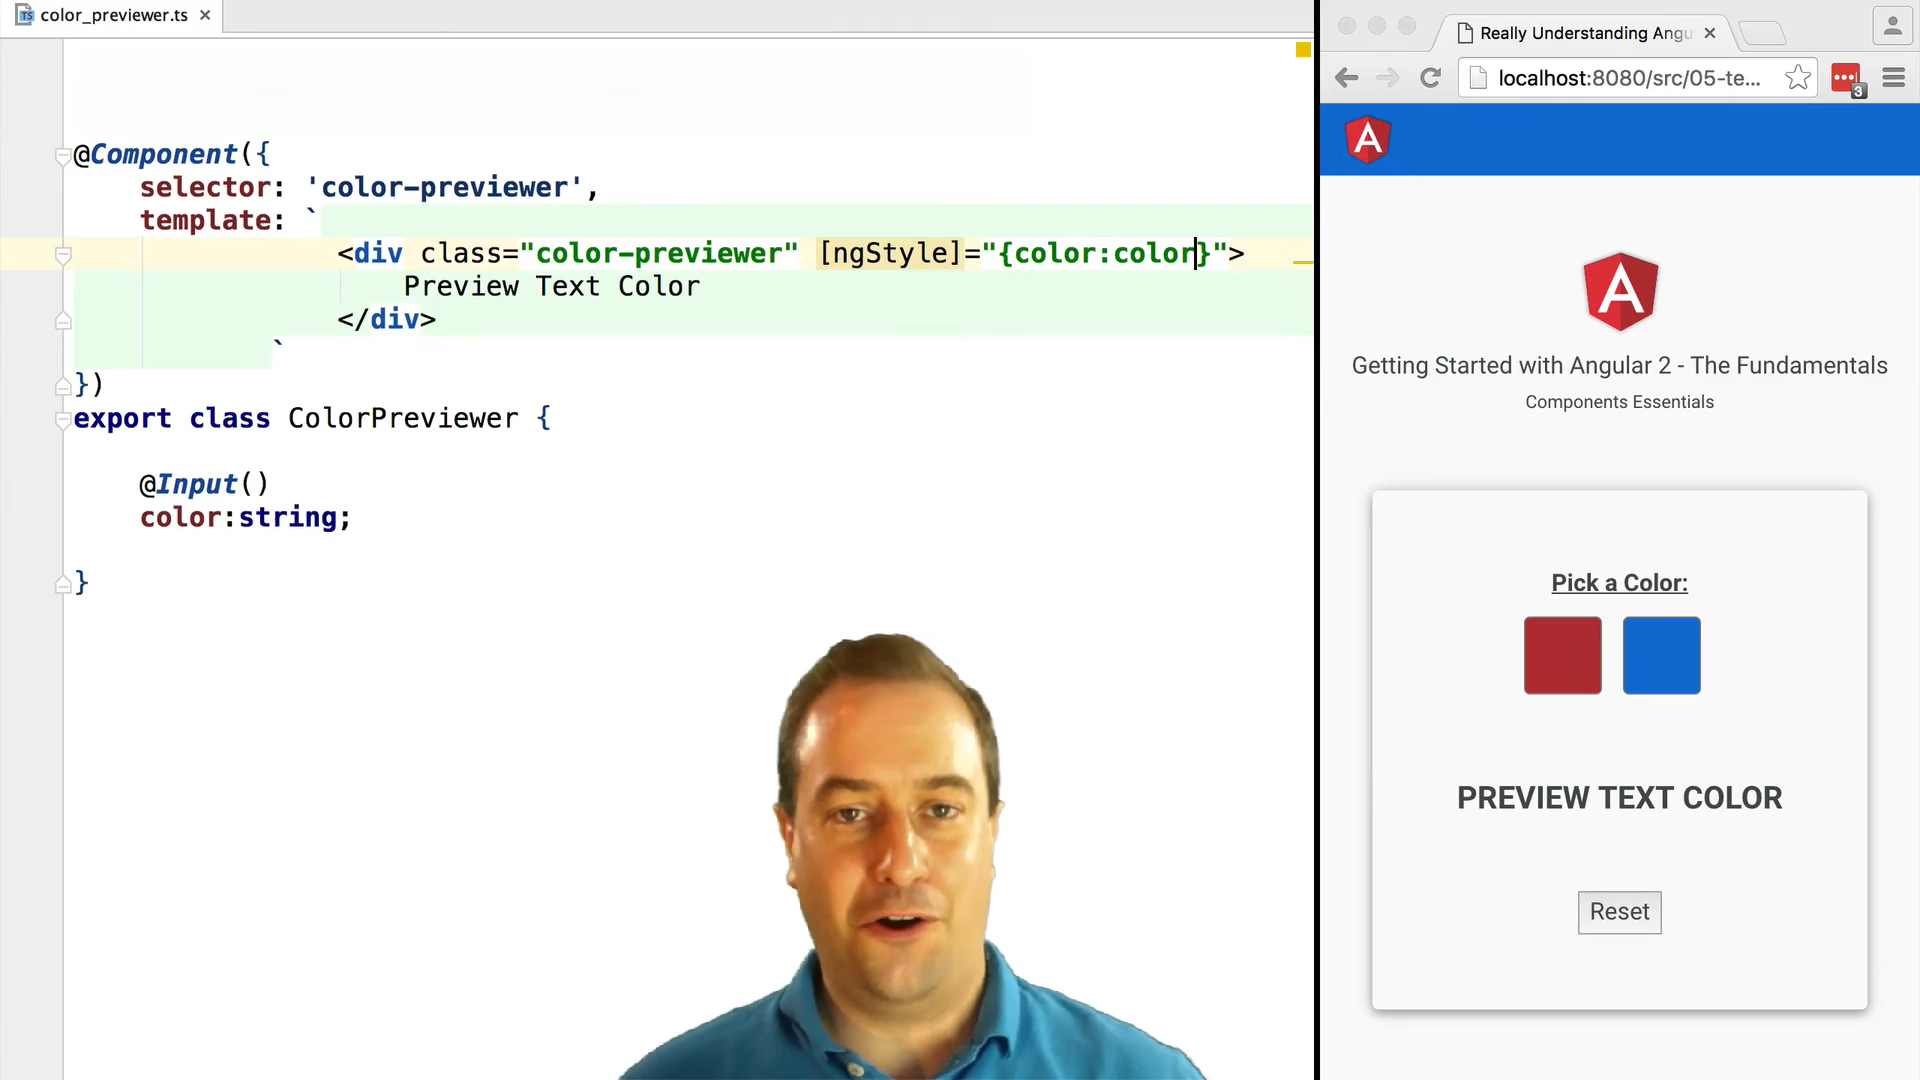 color_previewer.ts
@Component({
selector: 'color-previewer',
template: `
<div class="color-previewer" [ngStyle]="{color:color}">
Preview Text Color
</div>
`
})
export class ColorPreviewer {
@Input()
color:string;
}
Really Understanding Angu
localhost:8080/src/05-te...
3
Getting Started with Angular 2 - The Fundamentals
Components Essentials
Pick a Color:
PREVIEW TEXT COLOR
Reset